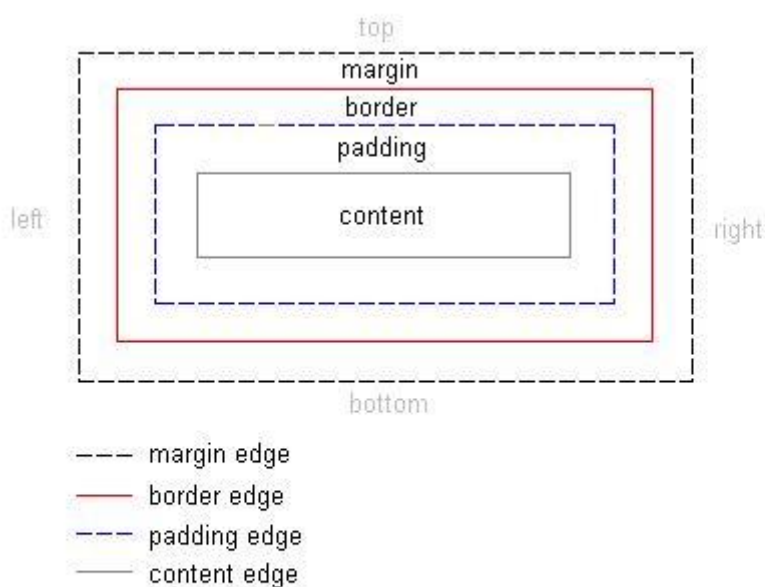 top
margin
border
padding
content
left
right
bottom
margin edge
border edge
padding edge
content edge